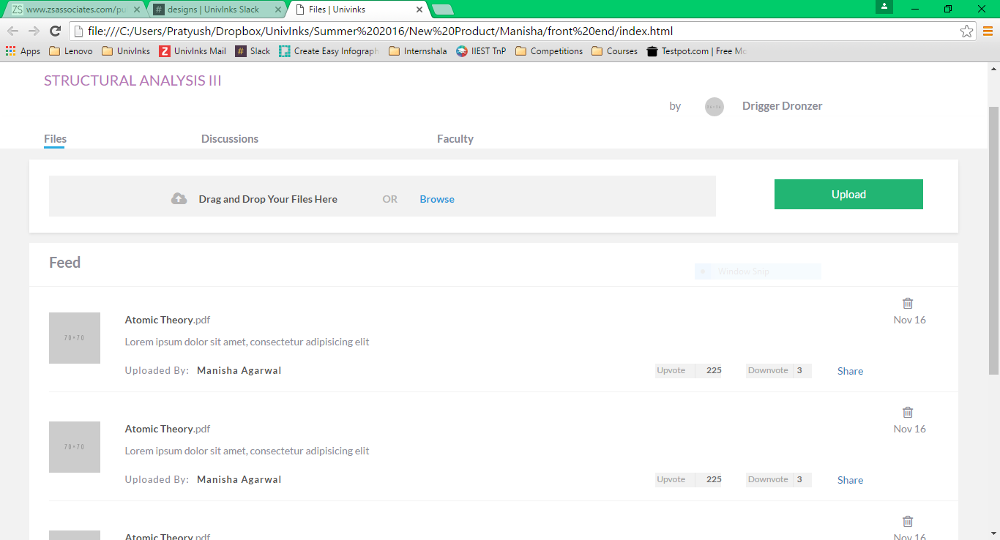 ZS www.zsassociates.com/pu
# designs | UnivInks Slack
Files | Univinks
file:///C:/Users/Pratyush/Dropbox/UnivInks/Summer%202016/New%20Product/Manisha/front%20end/index.html
Apps Lenovo UnivInks Z UnivInks Mail # Slack Create Easy Infograph Internshala IIEST TnP Competitions Courses Testpot.com | Free Mc
STRUCTURAL ANALYSIS III
by Drigger Dronzer
Files Discussions Faculty
Drag and Drop Your Files Here OR Browse Upload
Feed
Window Snip
Atomic Theory.pdf
Nov 16
70×70
Lorem ipsum dolor sit amet, consectetur adipisicing elit
Uploaded By: Manisha Agarwal Upvote 225 Downvote 3 Share
Atomic Theory.pdf
Nov 16
70×70
Lorem ipsum dolor sit amet, consectetur adipisicing elit
Uploaded By: Manisha Agarwal Upvote 225 Downvote 3 Share
Atomic Theory.pdf
Nov 16